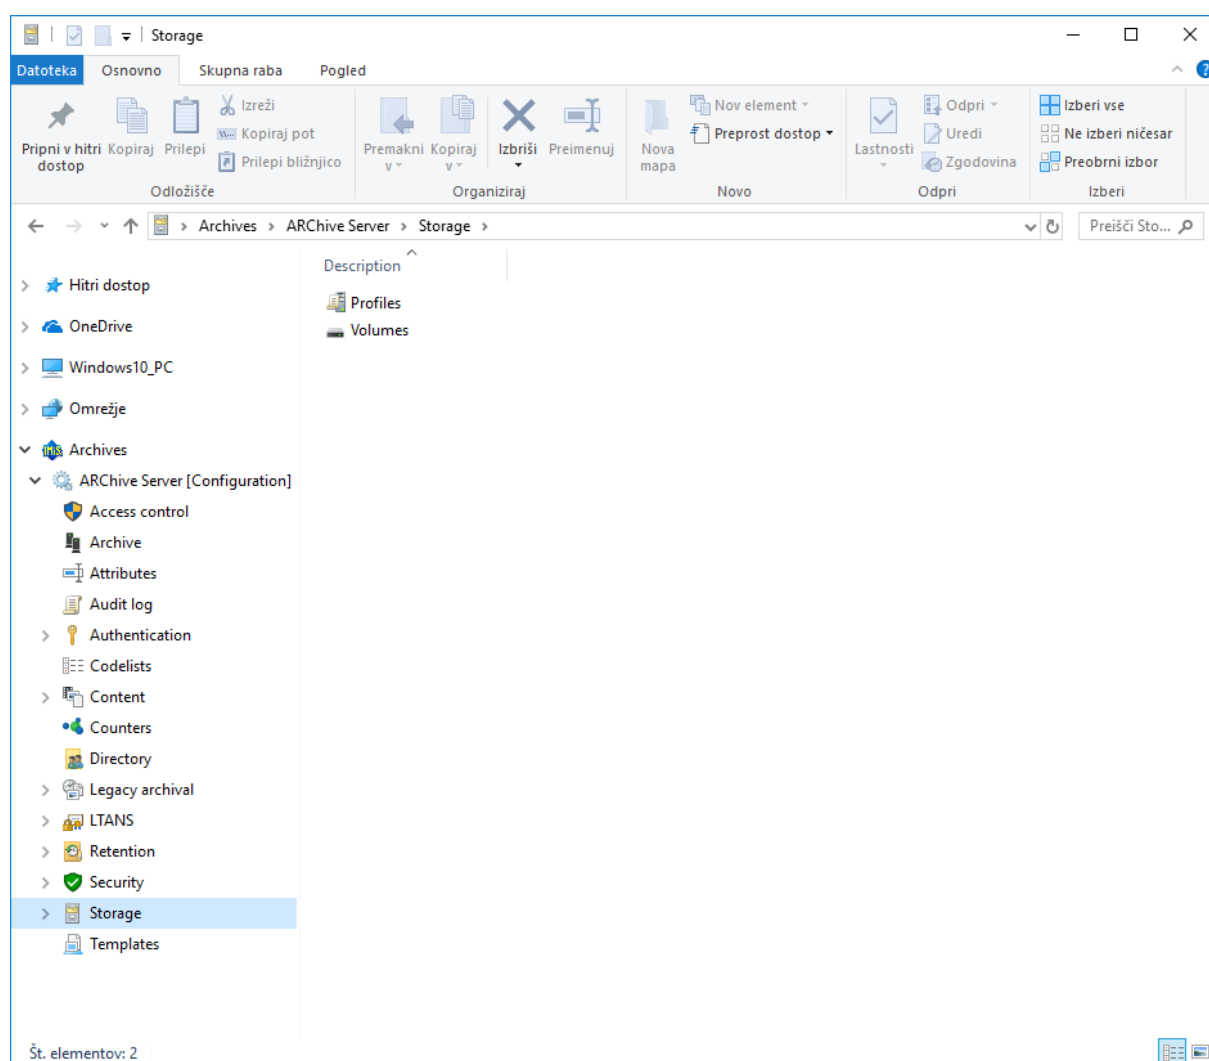 Storage
Datoteka Osnovno Skupna raba Pogled
Pripni v hitri dostop
Kopiraj
Prilepi
Izreži
Kopiraj pot
Prilepi bližnjico
Odložišče
Premakni v
Kopiraj v
Izbriši
Preimenuj
Organiziraj
Nova mapa
Nov element
Preprost dostop
Novo
Lastnosti
Odpri
Uredi
Zgodovina
Odpri
Izberi vse
Ne izberi ničesar
Preobrni izbor
Izberi
Archives > ARChive Server > Storage >
Preišči Sto...
Description
Profiles
Volumes
Hitri dostop
OneDrive
Windows10_PC
Omrežje
Archives
ARChive Server [Configuration]
Access control
Archive
Attributes
Audit log
Authentication
Codelists
Content
Counters
Directory
Legacy archival
LTANS
Retention
Security
Storage
Templates
Št. elementov: 2